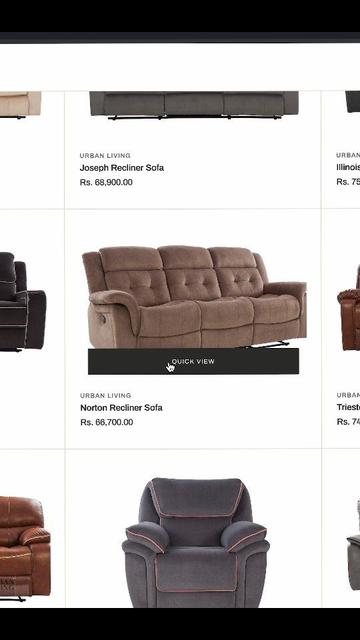 URBAN LIVING
Joseph Recliner Sofa
Rs. 68,900.00
URBAN
Illinois
Rs. 75
QUICK VIEW
URBAN LIVING
Norton Recliner Sofa
Rs. 66,700.00
URBAN
Trieste
Rs. 74